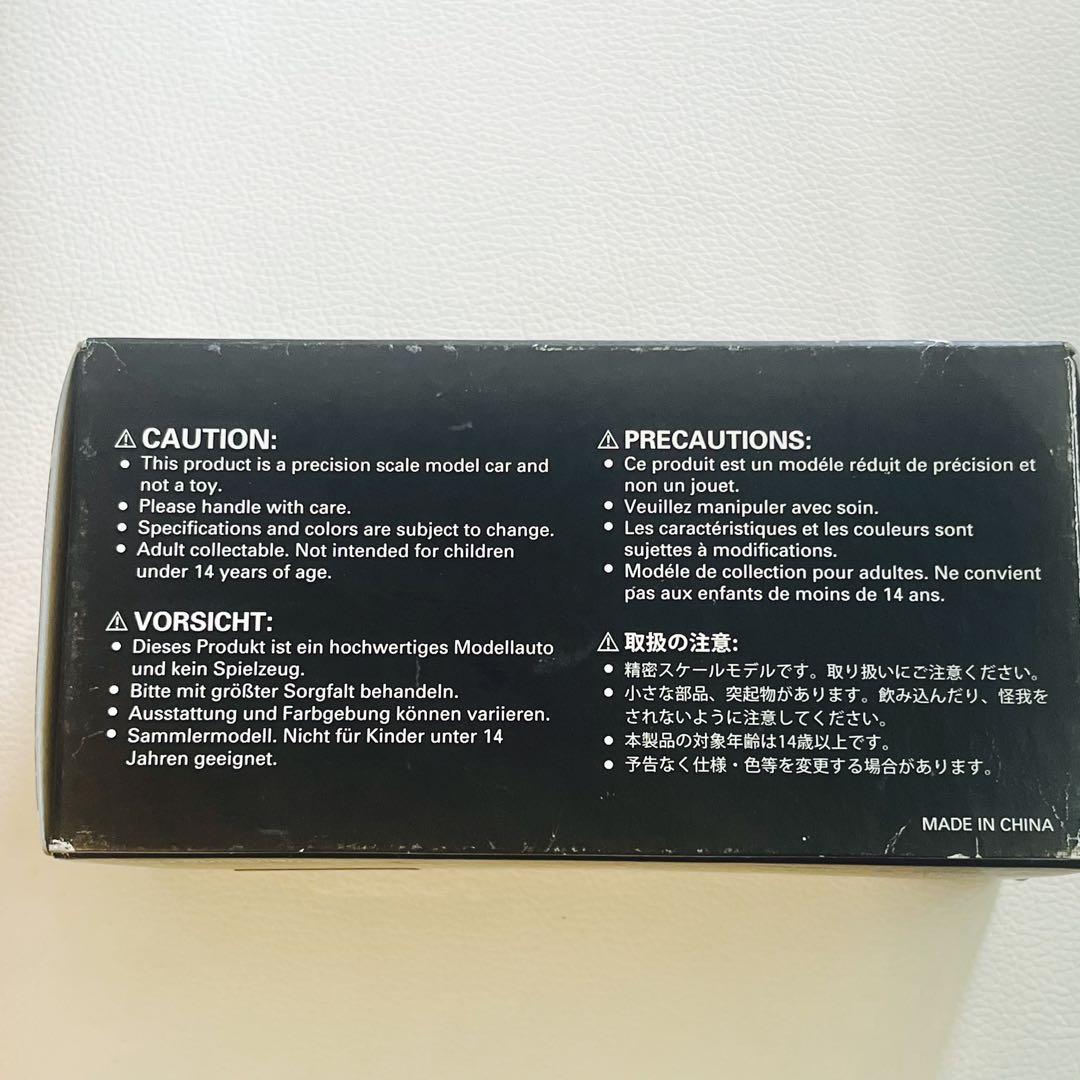 ⚠ CAUTION:
• This product is a precision scale model car and
not a toy.
• Please handle with care.
• Specifications and colors are subject to change.
• Adult collectable. Not intended for children
under 14 years of age.
⚠ VORSICHT:
• Dieses Produkt ist ein hochwertiges Modellauto
und kein Spielzeug.
• Bitte mit größter Sorgfalt behandeln.
• Ausstattung und Farbgebung können variieren.
• Sammlermodell. Nicht für Kinder unter 14
Jahren geeignet.
⚠ PRECAUTIONS:
• Ce produit est un modéle réduit de précision et
non un jouet.
• Veuillez manipuler avec soin.
• Les caractéristiques et les couleurs sont
sujettes à modifications.
• Modéle de collection pour adultes. Ne convient
pas aux enfants de moins de 14 ans.
⚠ 取扱の注意:
• 精密スケールモデルです。取り扱いにご注意ください。
• 小さな部品、突起物があります。飲み込んだり、怪我を
されないように注意してください。
• 本製品の対象年齢は14歳以上です。
• 予告なく仕様・色等を変更する場合があります。
MADE IN CHINA